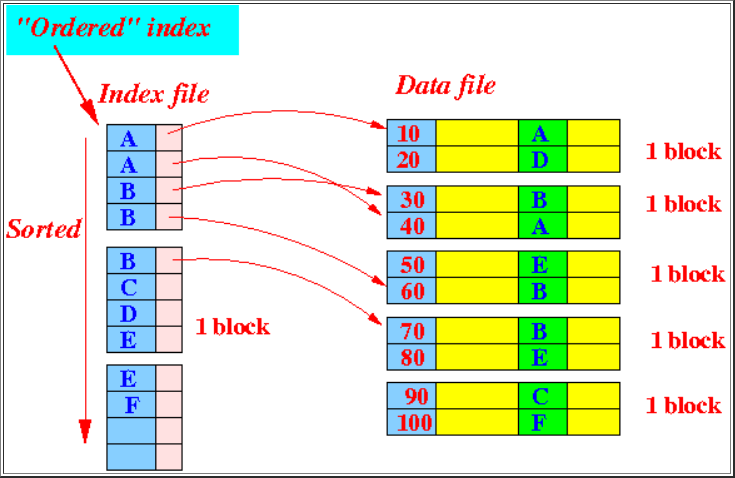 "Ordered" index
Index file
Data file
Sorted
A
A
B
B
B
C
D
E
1 block
E
F
10 A
20 D
1 block
30 B
40 A
1 block
50 E
60 B
1 block
70 B
80 E
1 block
90 C
100 F
1 block